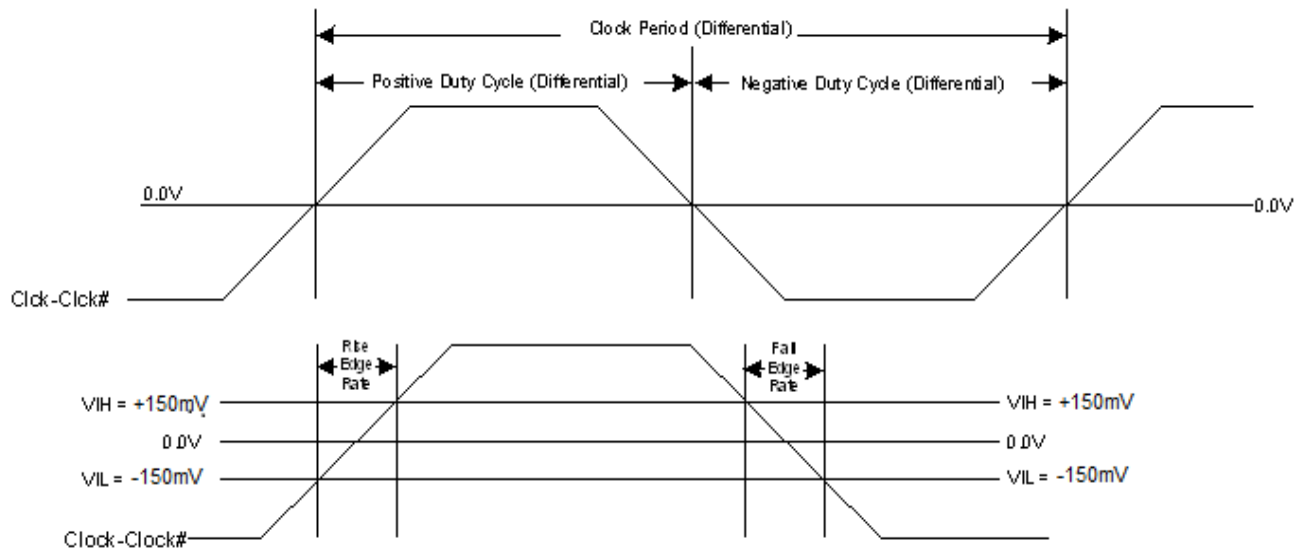 Clock Period (Differential)
Positive Duty Cycle (Differential)
Negative Duty Cycle (Differential)
0.0V
0.0V
Clck-Clck#
Rise
Edge
Rate
Fall
Edge
Rate
VIH = +150mV
VIH = +150mV
0.0V
0.0V
VIL = -150mV
VIL = -150mV
Clock-Clock#